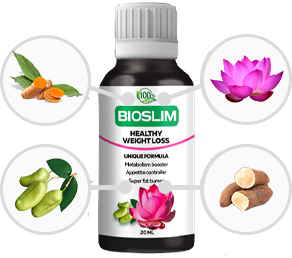 100%
BIOSLIM
HEALTHY
WEIGHT LOSS
UNIQUE FORMULA
Metabolism booster
Appetite controller
Super fat burner
20 ML